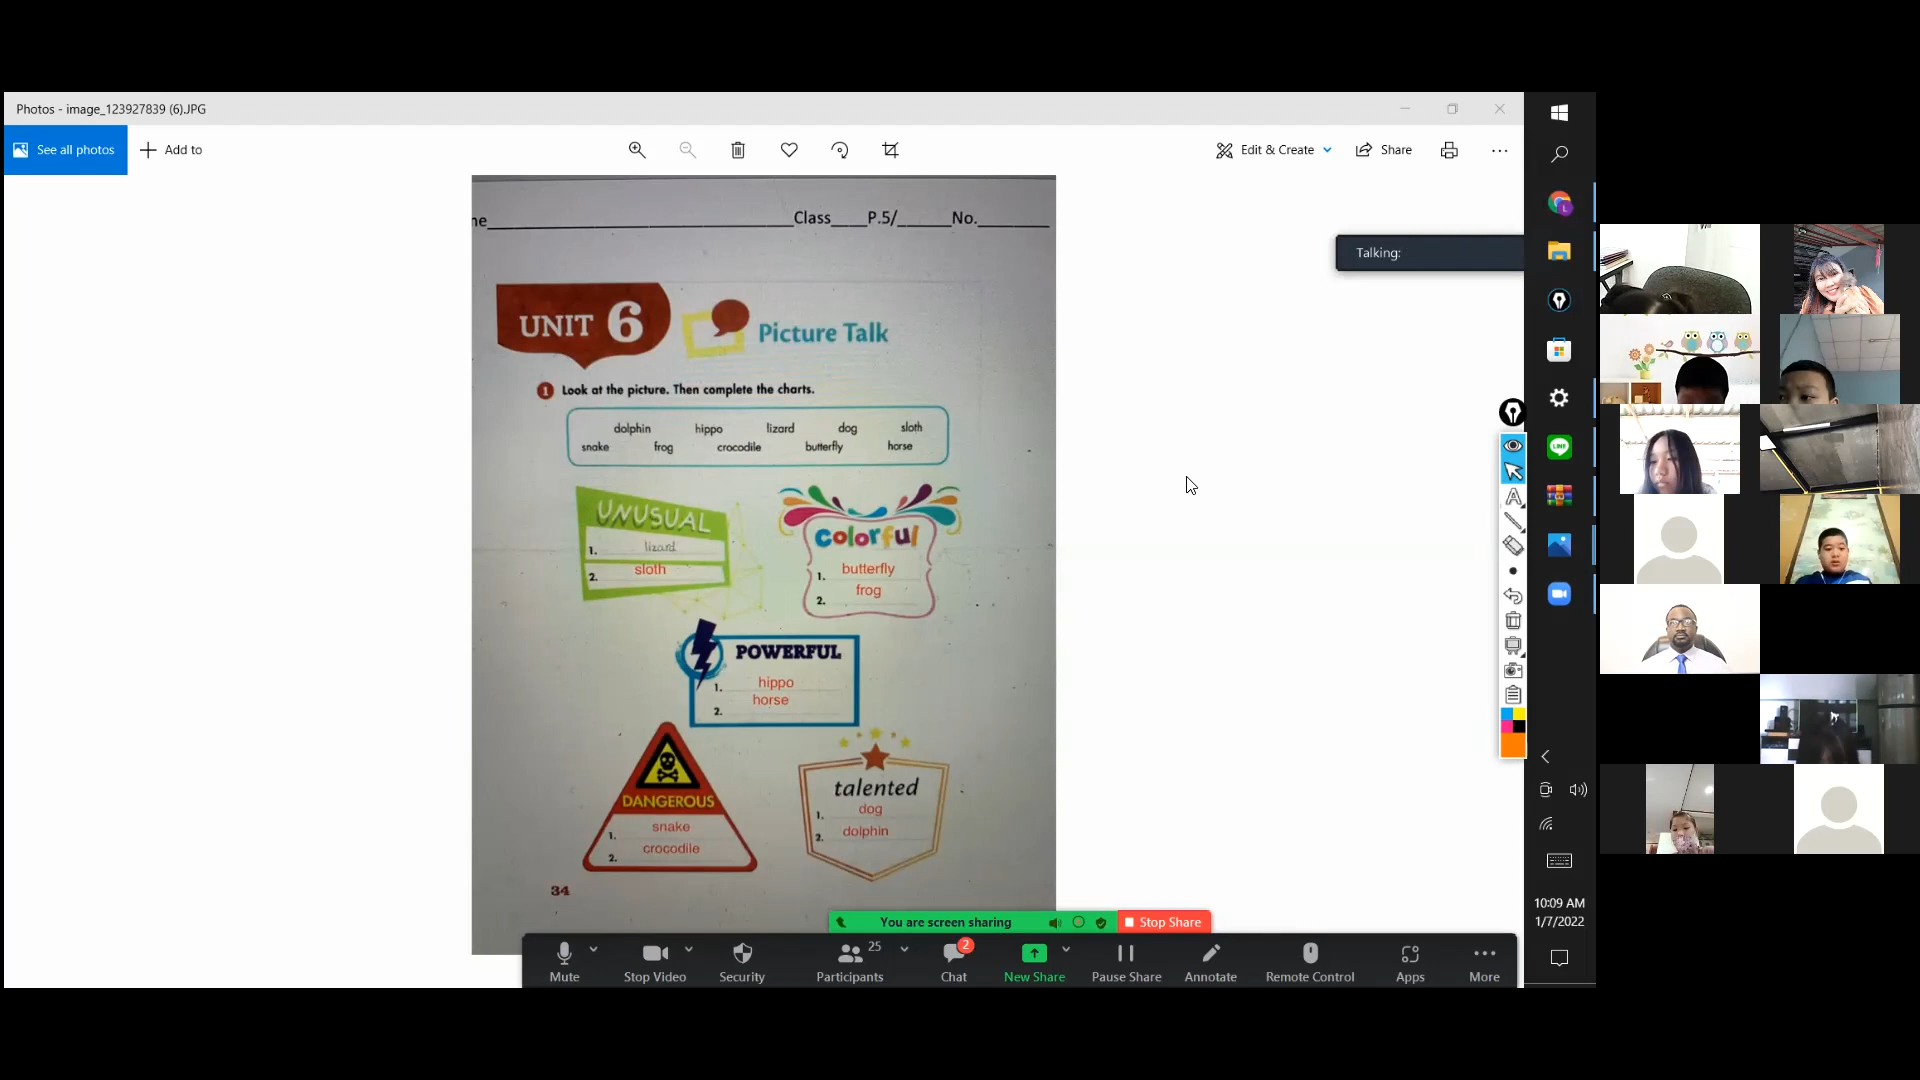 Photos - image_123927839 (6).JPG
See all photos
Add to
Edit & Create
Share
ne Class P.5/ No.
Talking:
UNIT 6
Picture Talk
1 Look at the picture. Then complete the charts.
dolphin hippo lizard dog sloth
snake frog crocodile butterfly horse
UNUSUAL
1. lizard
2. sloth
colorful
1. butterfly
2. frog
POWERFUL
1. hippo
2. horse
DANGEROUS
1. snake
2. crocodile
talented
1. dog
2. dolphin
34
You are screen sharing
Stop Share
Mute
Stop Video
Security
Participants 25
Chat 2
New Share
Pause Share
Annotate
Remote Control
Apps
More
LINE
L
A
10:09 AM
1/7/2022